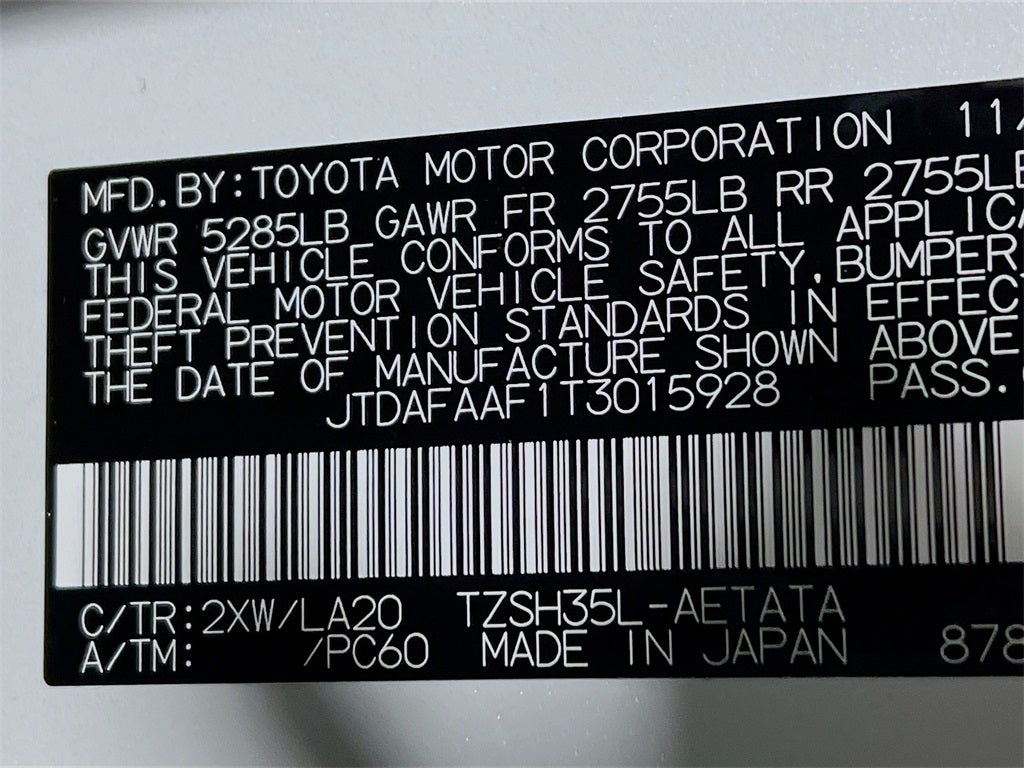 MFD. BY: TOYOTA MOTOR CORPORATION 11/
GVWR 5285LB GAWR FR 2755LB RR 2755LB
THIS VEHICLE CONFORMS TO ALL APPLICA
FEDERAL MOTOR VEHICLE SAFETY, BUMPER,
THEFT PREVENTION STANDARDS IN EFFEC
THE DATE OF MANUFACTURE SHOWN ABOVE
JTDAFAAF1T3015928 PASS.
C/TR: 2XW/LA20 TZSH35L-AETATA
A/TM: /PC60 MADE IN JAPAN 878